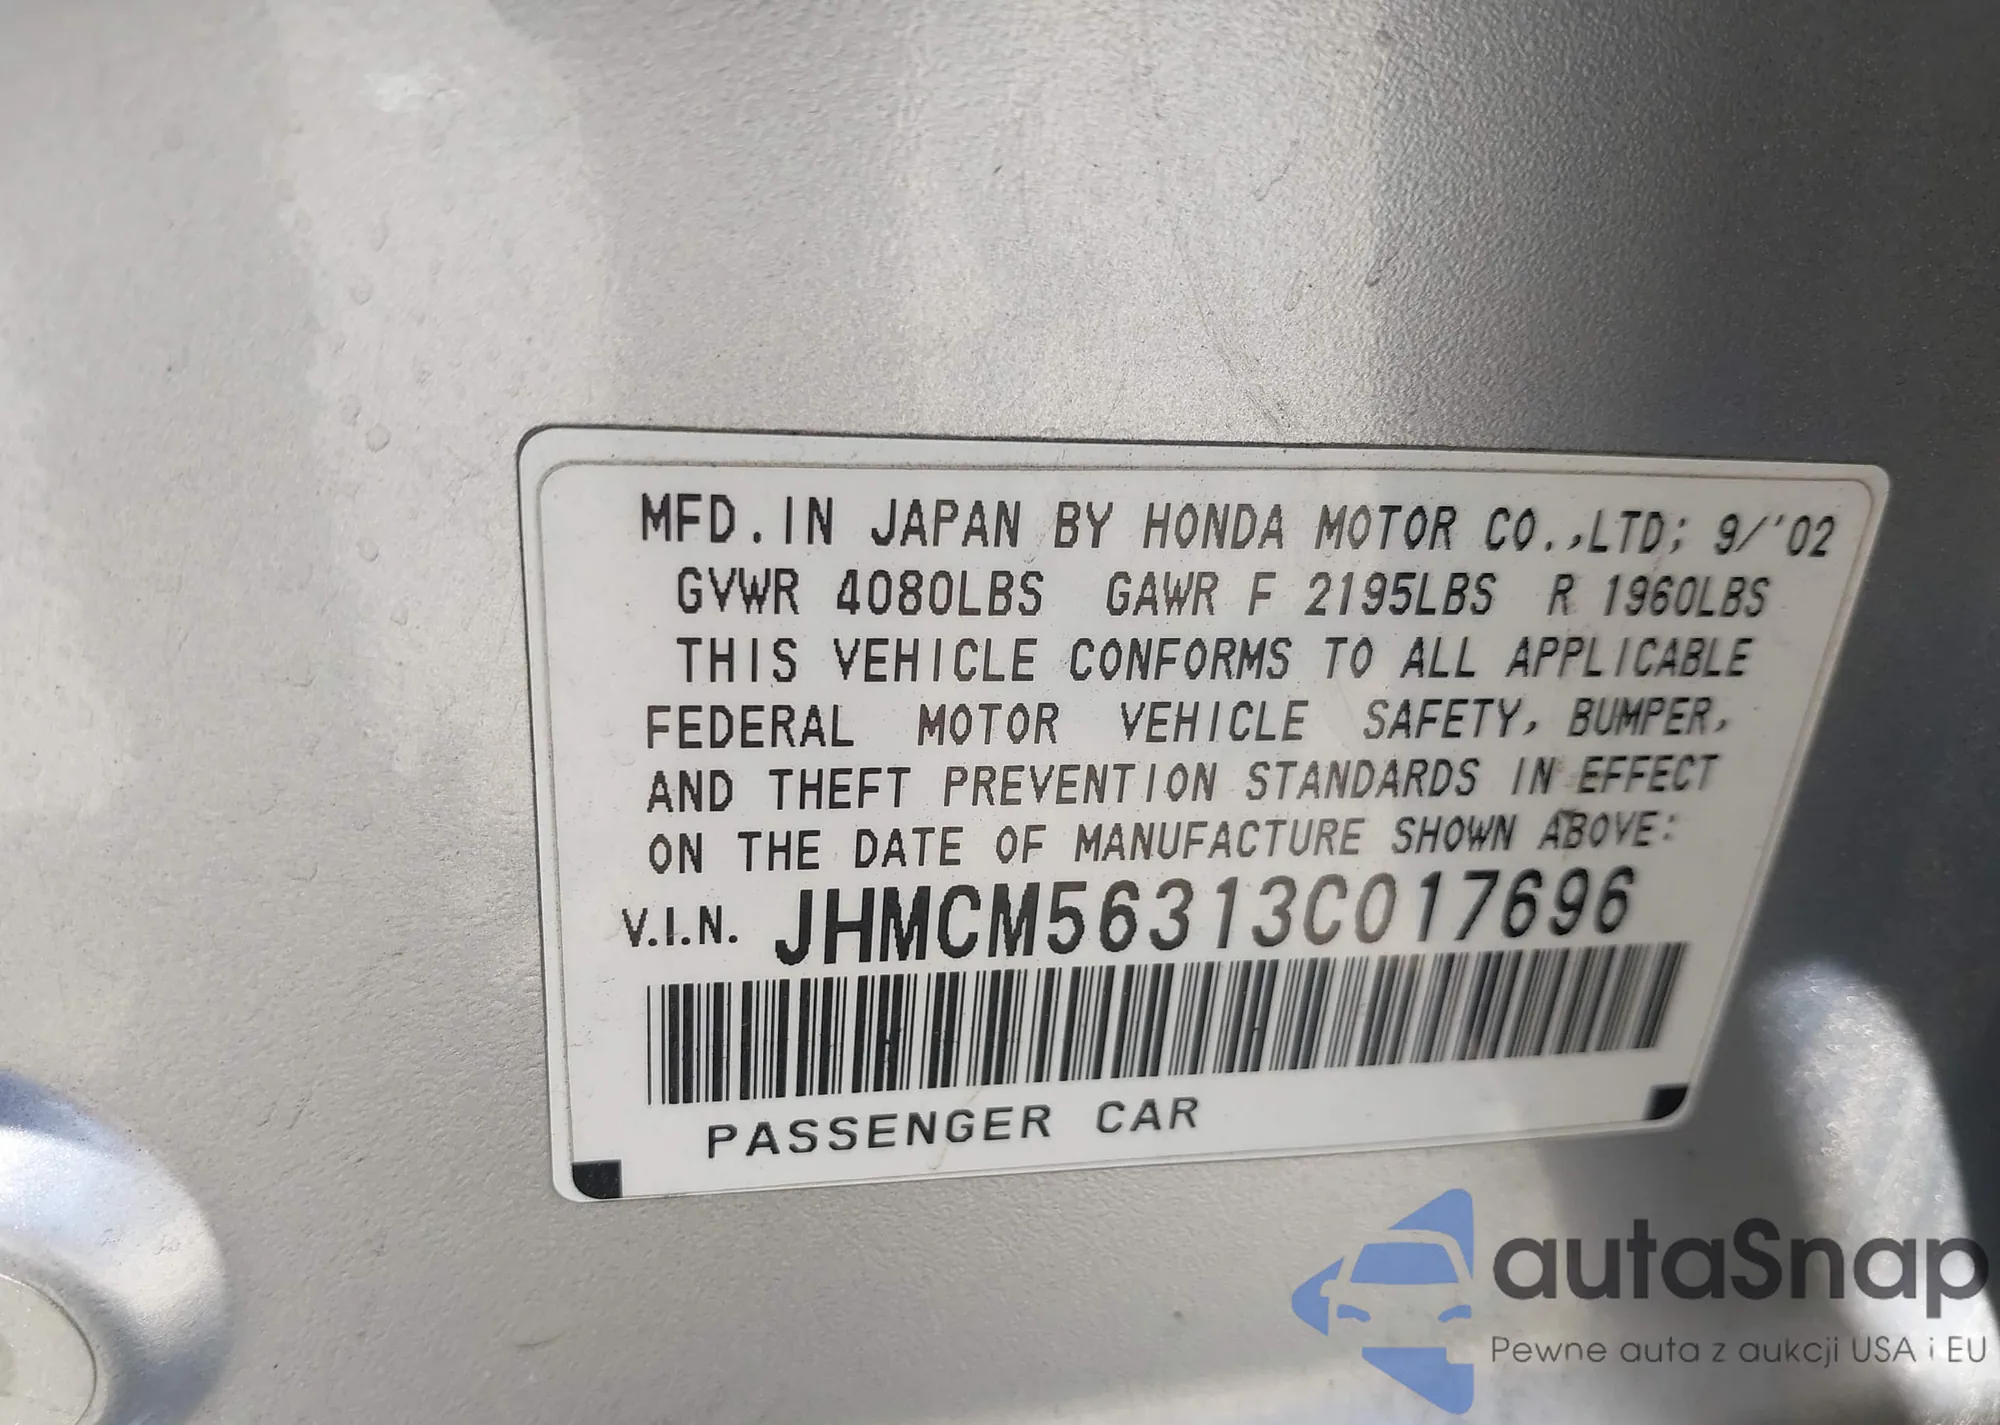 MFD. IN JAPAN BY HONDA MOTOR CO.,LTD; 9/'02
GVWR 4080LBS GAWR F 2195LBS R 1960LBS
THIS VEHICLE CONFORMS TO ALL APPLICABLE
FEDERAL MOTOR VEHICLE SAFETY, BUMPER,
AND THEFT PREVENTION STANDARDS IN EFFECT
ON THE DATE OF MANUFACTURE SHOWN ABOVE:
V.I.N. JHMCM56313C017696
PASSENGER CAR
autaSnap
Pewne auta z aukcji USA i EU